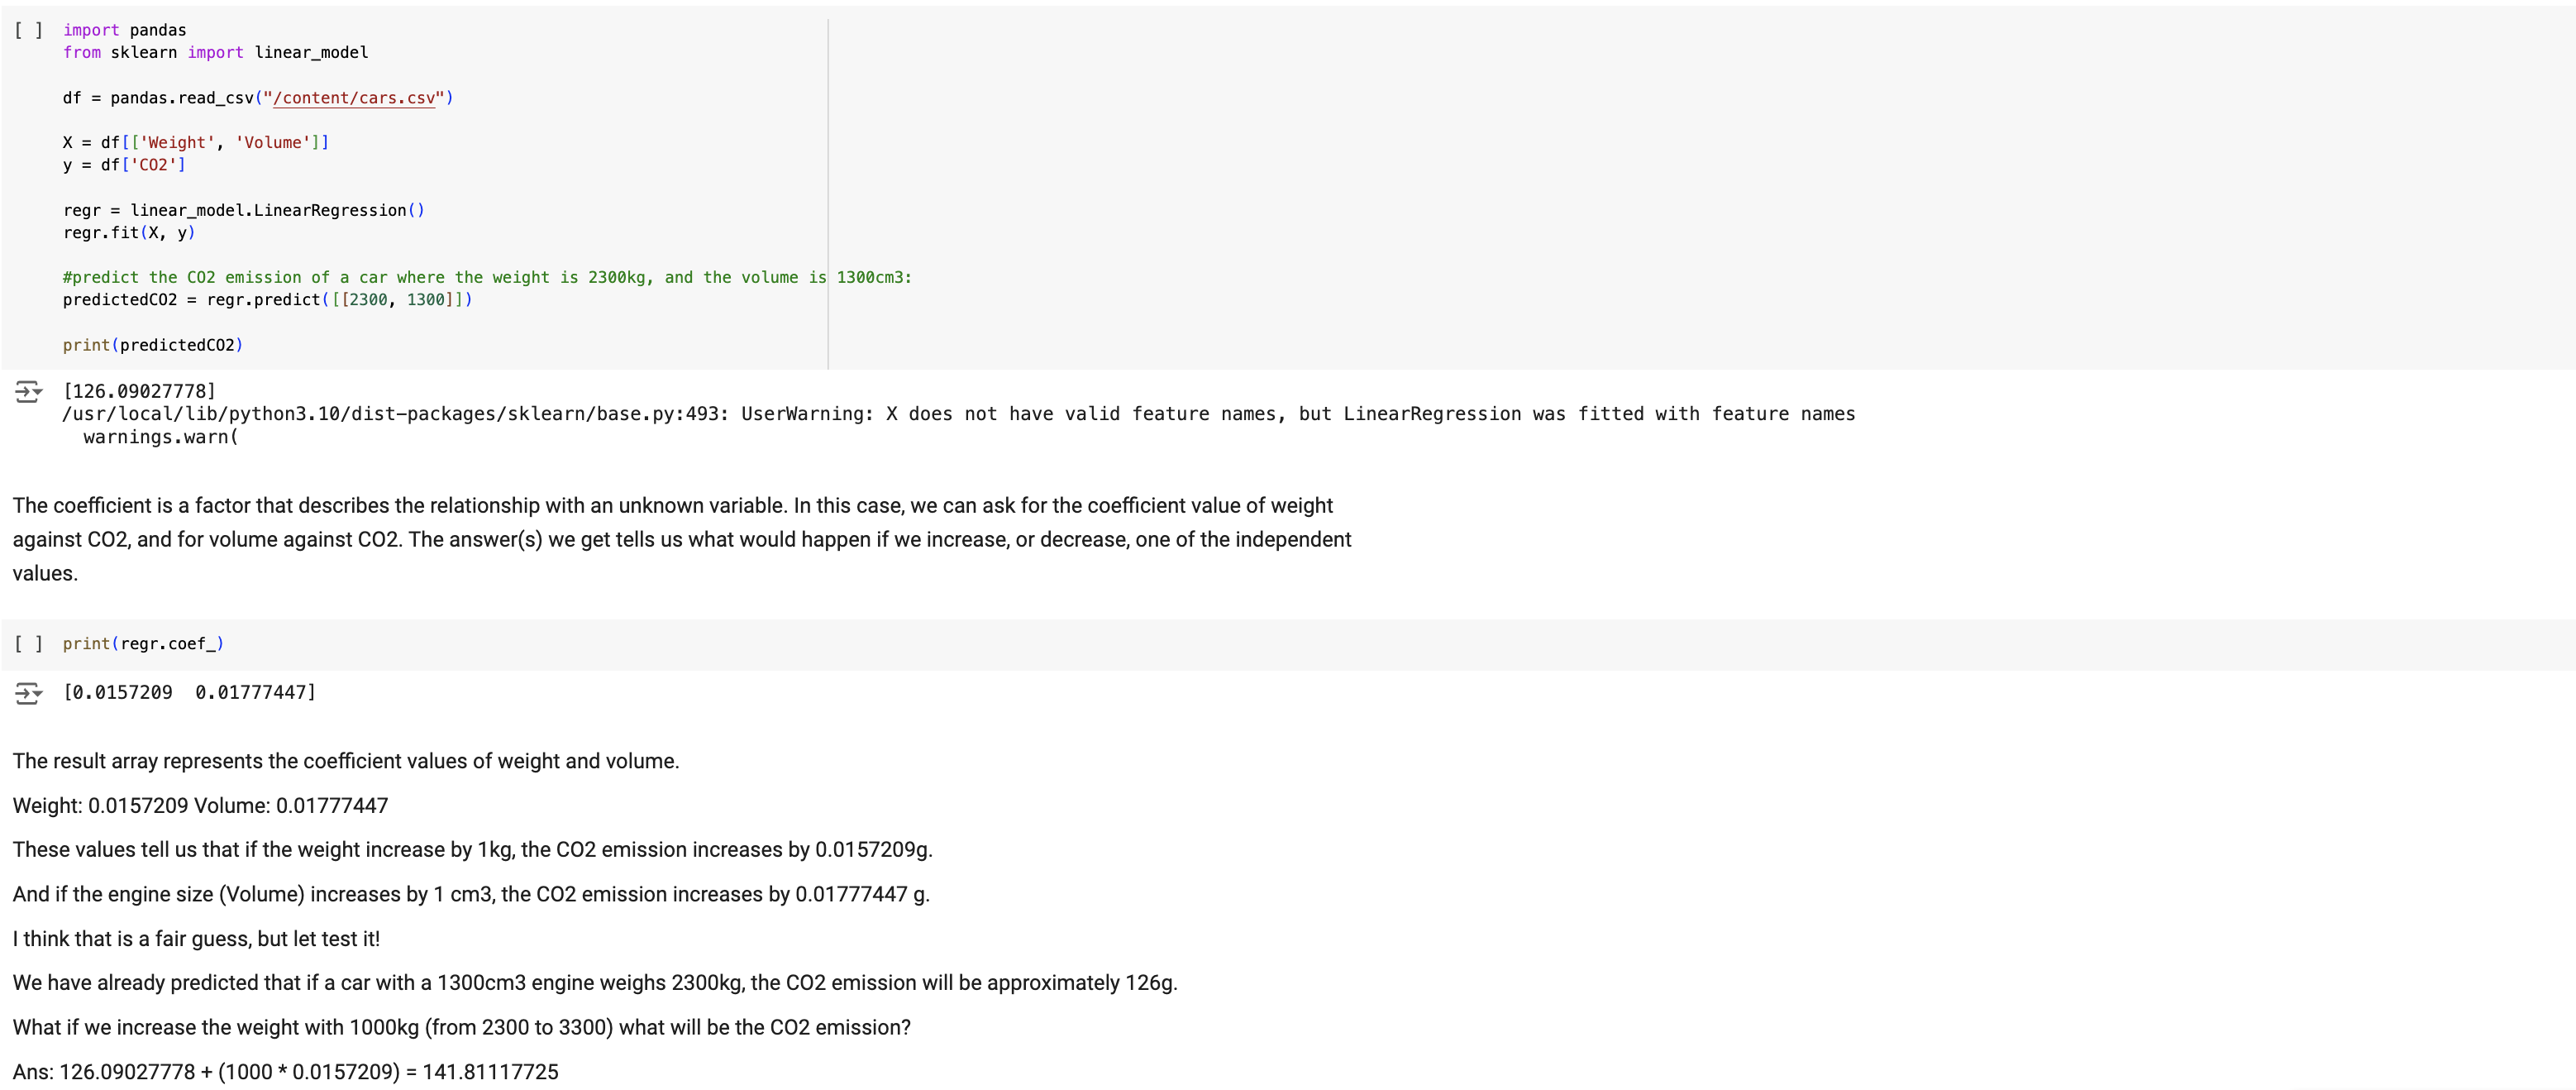 [ ] import pandas
from sklearn import linear_model
df = pandas.read_csv("/content/cars.csv")
X = df[['Weight', 'Volume']]
y = df['CO2']
regr = linear_model.LinearRegression()
regr.fit(X, y)
#predict the CO2 emission of a car where the weight is 2300kg, and the volume is 1300cm3:
predictedCO2 = regr.predict([[2300, 1300]])
print(predictedCO2)
[126.09027778]
/usr/local/lib/python3.10/dist-packages/sklearn/base.py:493: UserWarning: X does not have valid feature names, but LinearRegression was fitted with feature names
warnings.warn(
The coefficient is a factor that describes the relationship with an unknown variable. In this case, we can ask for the coefficient value of weight
against CO2, and for volume against CO2. The answer(s) we get tells us what would happen if we increase, or decrease, one of the independent
values.
[ ] print(regr.coef_)
[0.0157209  0.01777447]
The result array represents the coefficient values of weight and volume.
Weight: 0.0157209 Volume: 0.01777447
These values tell us that if the weight increase by 1kg, the CO2 emission increases by 0.0157209g.
And if the engine size (Volume) increases by 1 cm3, the CO2 emission increases by 0.01777447 g.
I think that is a fair guess, but let test it!
We have already predicted that if a car with a 1300cm3 engine weighs 2300kg, the CO2 emission will be approximately 126g.
What if we increase the weight with 1000kg (from 2300 to 3300) what will be the CO2 emission?
Ans: 126.09027778 + (1000 * 0.0157209) = 141.81117725